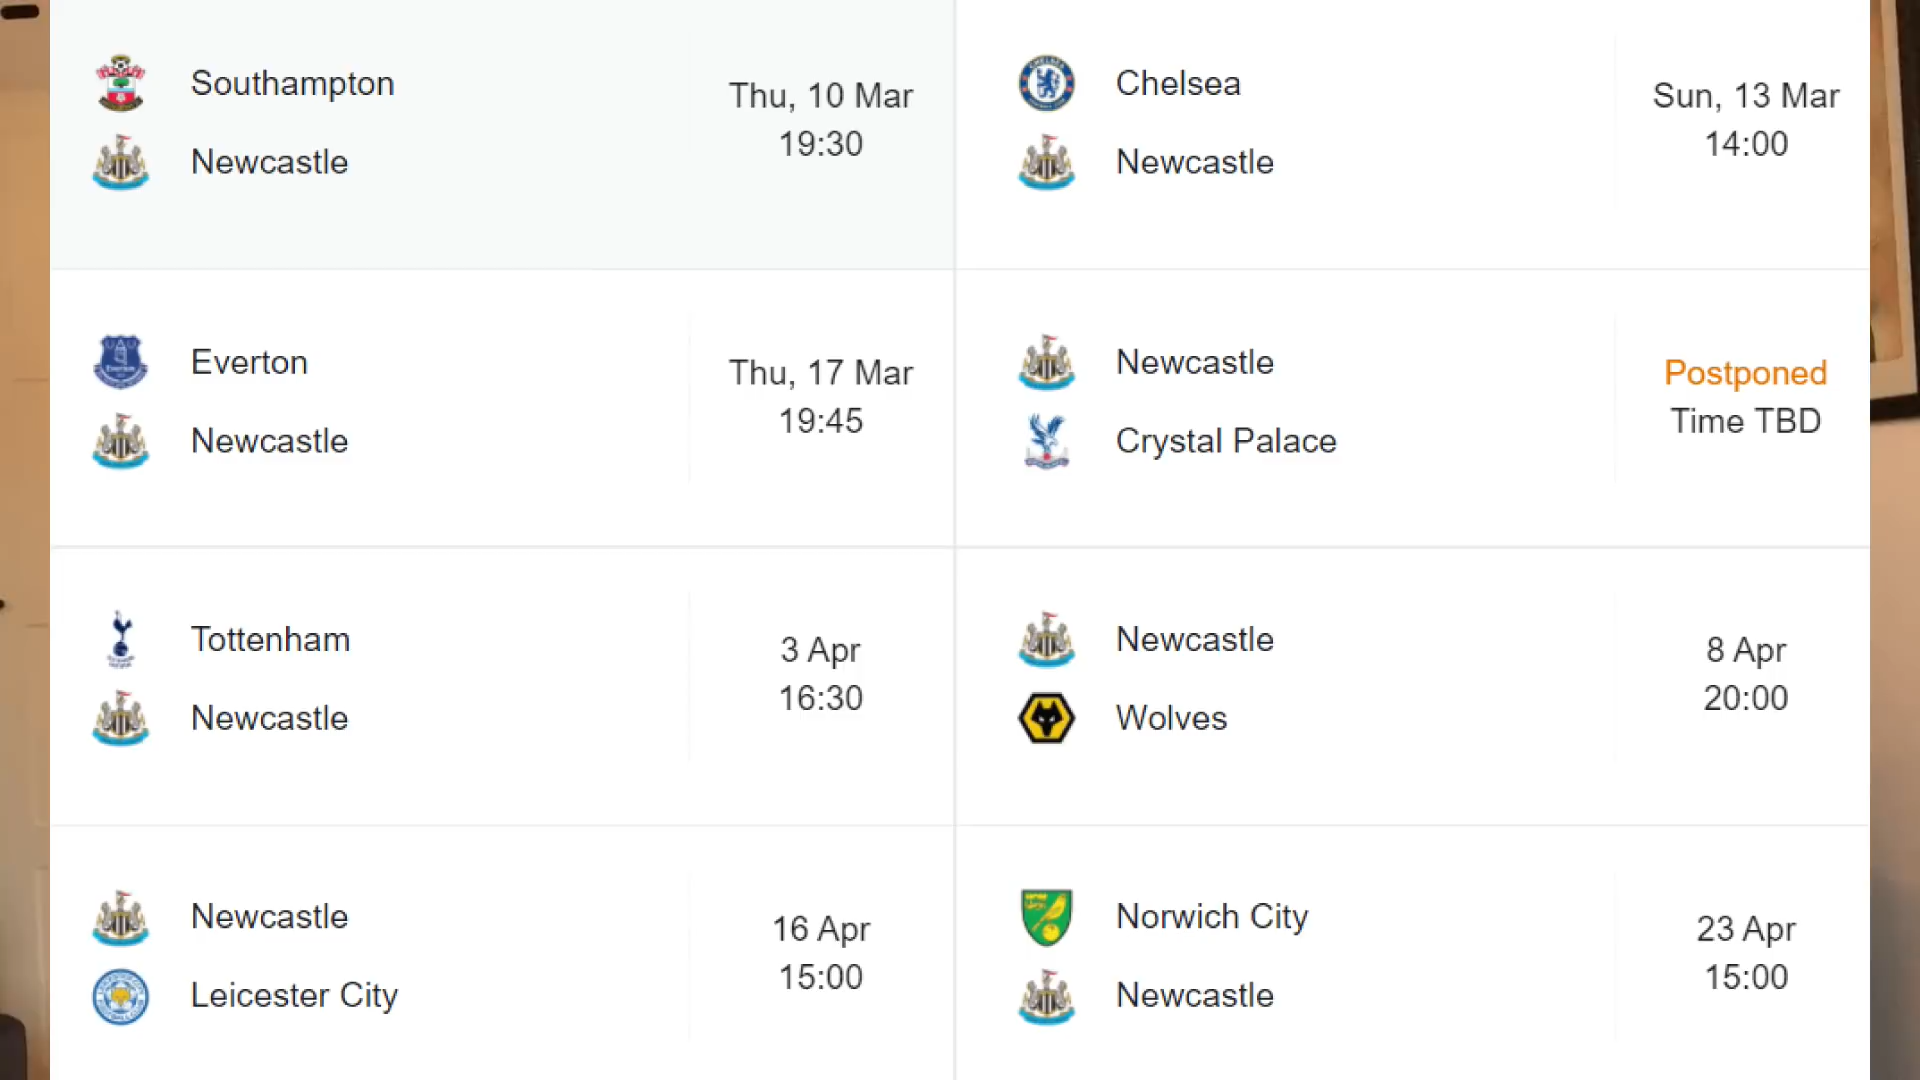 Southampton
Newcastle
Thu, 10 Mar
19:30
Chelsea
Newcastle
Sun, 13 Mar
14:00
Everton
Newcastle
Thu, 17 Mar
19:45
Newcastle
Crystal Palace
Postponed
Time TBD
Tottenham
Newcastle
3 Apr
16:30
Newcastle
Wolves
8 Apr
20:00
Newcastle
Leicester City
16 Apr
15:00
Norwich City
Newcastle
23 Apr
15:00